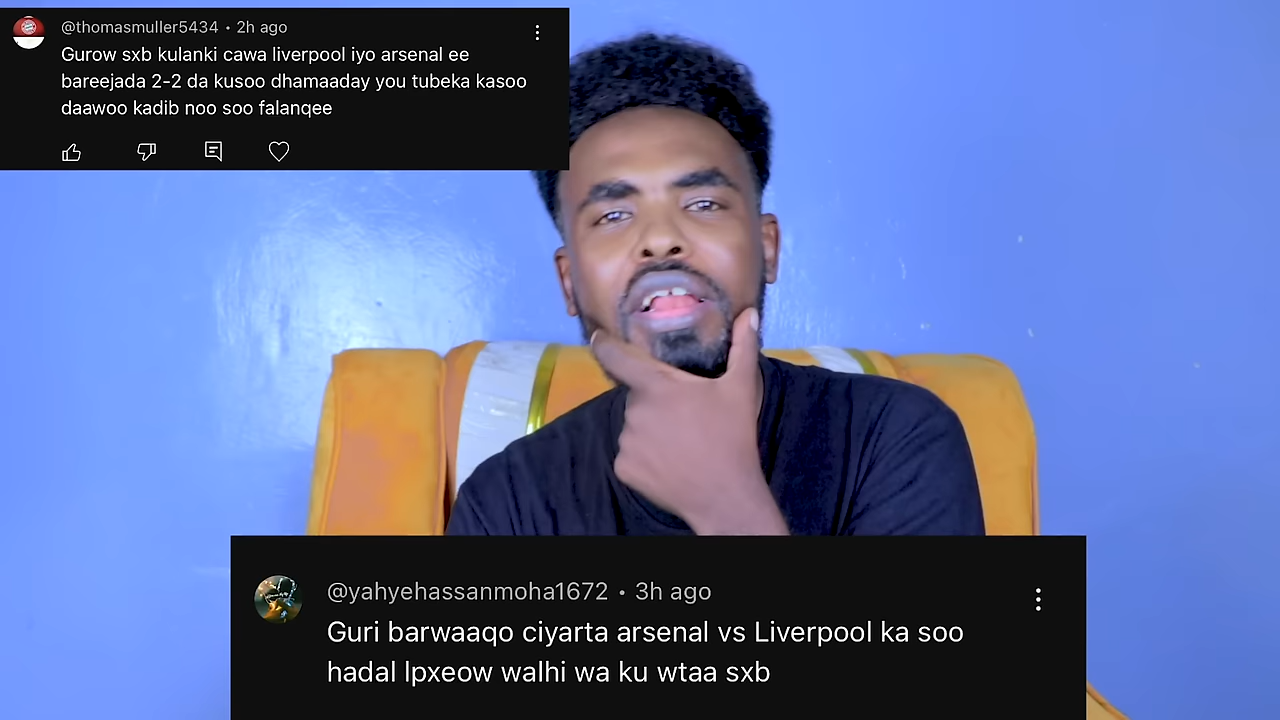 @thomasmuller5434 • 2h ago
Gurow sxb kulanki cawa liverpool iyo arsenal ee
bareejada 2-2 da kusoo dhamaaday you tubeka kasoo
daawoo kadib noo soo falanqee
@yahyehassanmoha1672 • 3h ago
Guri barwaaqo ciyarta arsenal vs Liverpool ka soo
hadal lpxeow walhi wa ku wtaa sxb